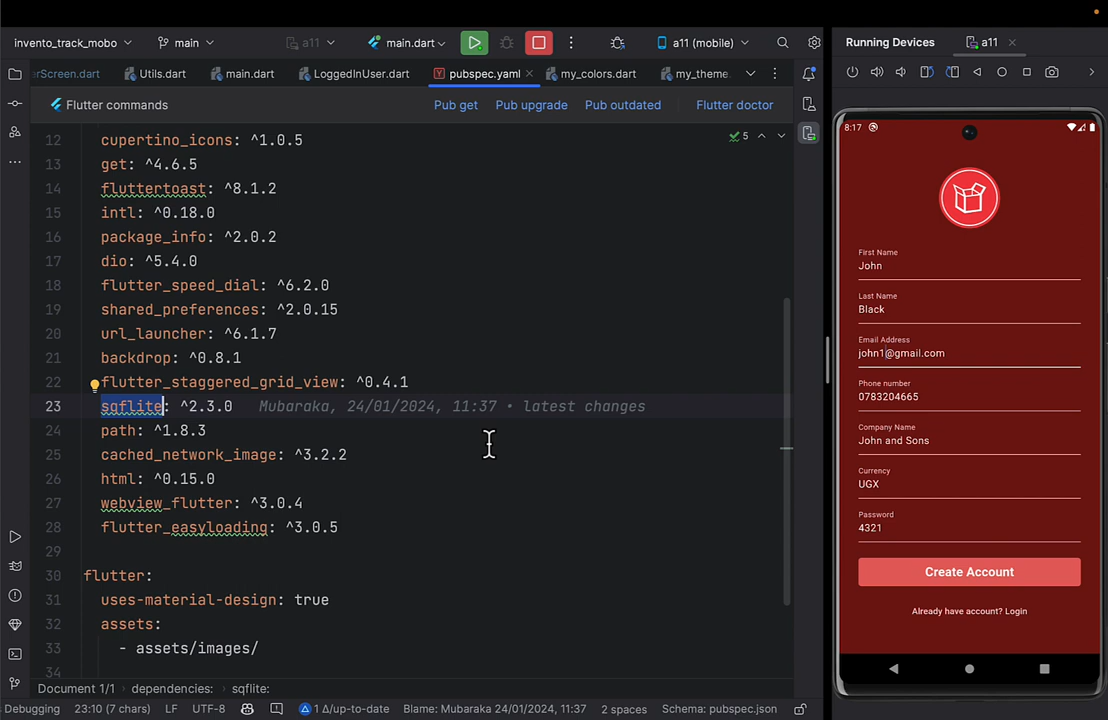 invento_track_mobo
main
a11
main.dart
a11 (mobile)
Running Devices
a11
erScreen.dart
Utils.dart
main.dart
LoggedInUser.dart
pubspec.yaml
my_colors.dart
my_theme
Flutter commands
Pub get
Pub upgrade
Pub outdated
Flutter doctor
12 cupertino_icons: ^1.0.5
5
13 get: ^4.6.5
14 fluttertoast: ^8.1.2
15 intl: ^0.18.0
16 package_info: ^2.0.2
17 dio: ^5.4.0
18 flutter_speed_dial: ^6.2.0
19 shared_preferences: ^2.0.15
20 url_launcher: ^6.1.7
21 backdrop: ^0.8.1
22 flutter_staggered_grid_view: ^0.4.1
23 sqflite: ^2.3.0 Mubaraka, 24/01/2024, 11:37 • latest changes
24 path: ^1.8.3
25 cached_network_image: ^3.2.2
26 html: ^0.15.0
27 webview_flutter: ^3.0.4
28 flutter_easyloading: ^3.0.5
29
30 flutter:
31 uses-material-design: true
32 assets:
33 - assets/images/
34
Document 1/1 › dependencies: › sqflite:
Debugging
23:10 (7 chars)
LF
UTF-8
1 Δ/up-to-date
Blame: Mubaraka 24/01/2024, 11:37
2 spaces
Schema: pubspec.json
8:17
First Name
John
Last Name
Black
Email Address
john1@gmail.com
Phone number
0783204665
Company Name
John and Sons
Currency
UGX
Password
4321
Create Account
Already have account? Login